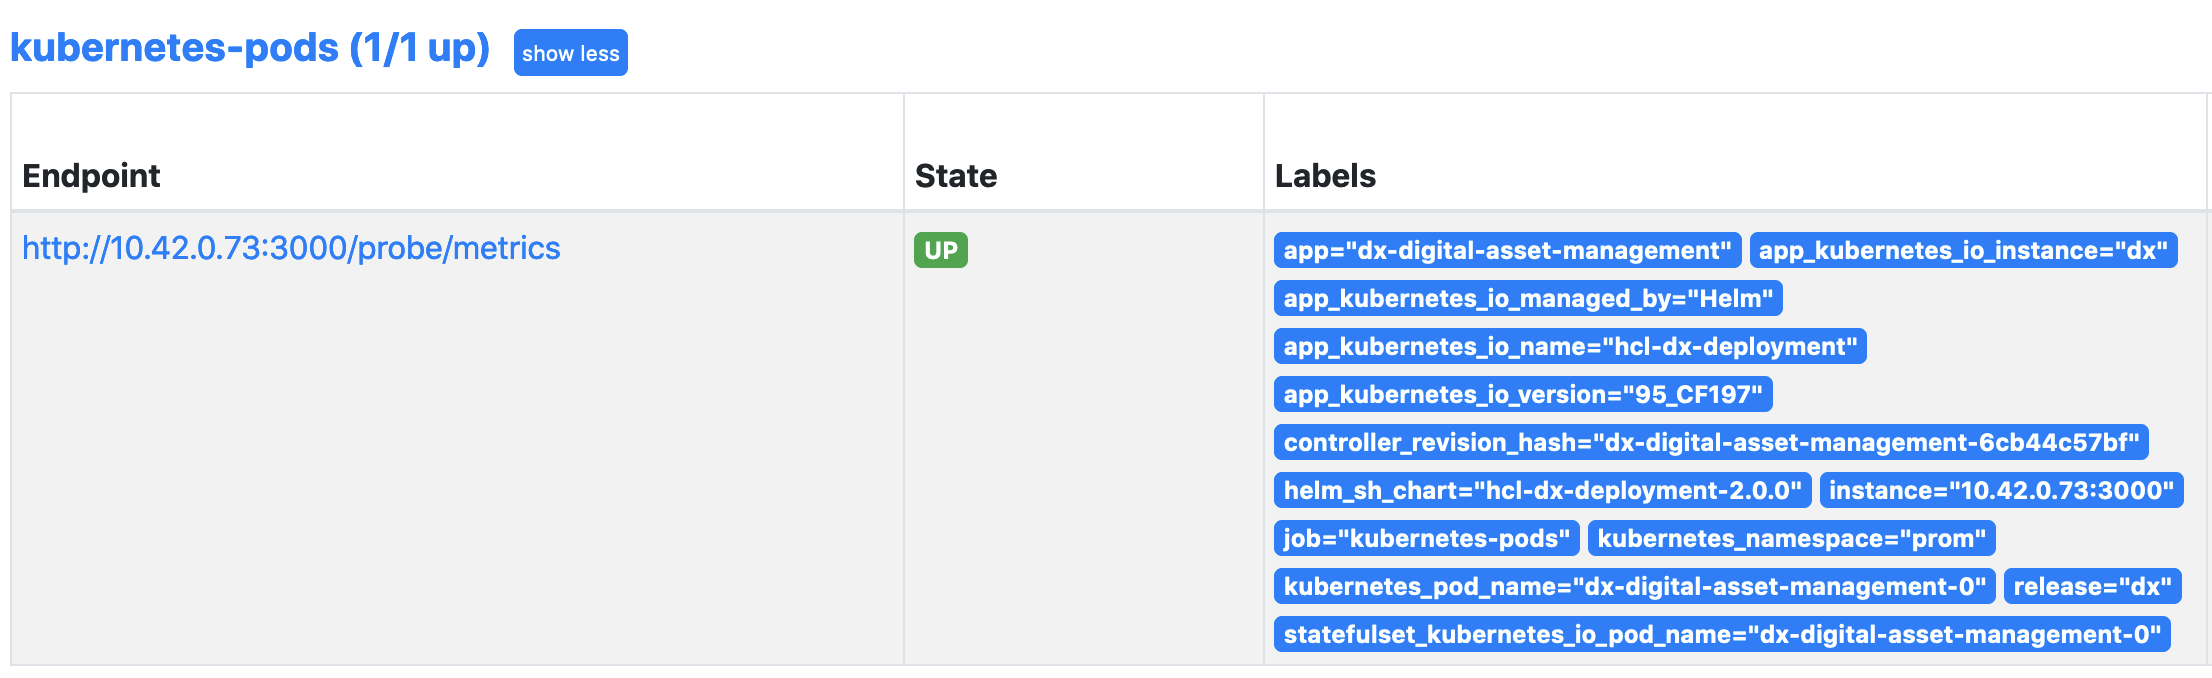 kubernetes-pods (1/1 up) show less
Endpoint State Labels
http://10.42.0.73:3000/probe/metrics UP app="dx-digital-asset-management" app_kubernetes_io_instance="dx"
app_kubernetes_io_managed_by="Helm"
app_kubernetes_io_name="hcl-dx-deployment"
app_kubernetes_io_version="95_CF197"
controller_revision_hash="dx-digital-asset-management-6cb44c57bf"
helm_sh_chart="hcl-dx-deployment-2.0.0" instance="10.42.0.73:3000"
job="kubernetes-pods" kubernetes_namespace="prom"
kubernetes_pod_name="dx-digital-asset-management-0" release="dx"
statefulset_kubernetes_io_pod_name="dx-digital-asset-management-0"